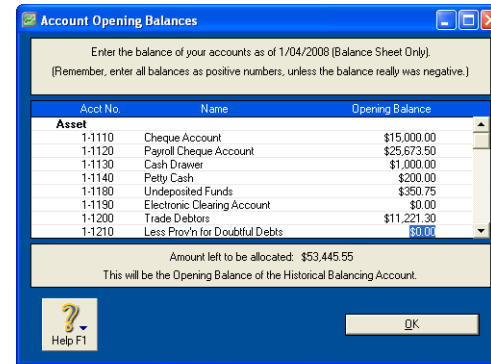 Account Opening Balances
Enter the balance of your accounts as of 1/04/2008 (Balance Sheet Only).
(Remember, enter all balances as positive numbers, unless the balance really was negative.)
Acct No. Name Opening Balance
Asset
1-1110 Cheque Account $15,000.00
1-1120 Payroll Cheque Account $25,673.50
1-1130 Cash Drawer $1,000.00
1-1140 Petty Cash $200.00
1-1180 Undeposited Funds $350.75
1-1190 Electronic Clearing Account $0.00
1-1200 Trade Debtors $11,221.30
1-1210 Less Prov'n for Doubtful Debts $0.00
Amount left to be allocated: $53,445.55
This will be the Opening Balance of the Historical Balancing Account.
Help F1
OK